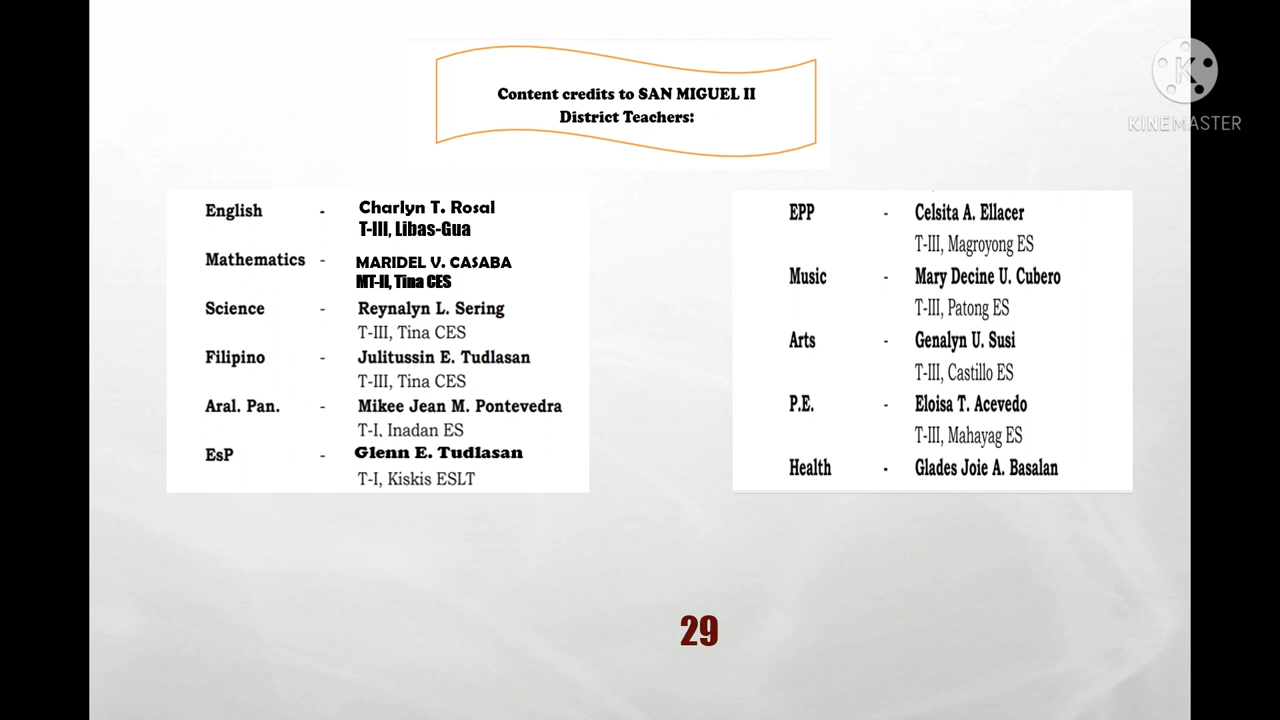 Content credits to SAN MIGUEL II
District Teachers:
KINEMASTER
English - Charlyn T. Rosal
T-III, Libas-Gua
Mathematics - MARIDEL V. CASABA
MT-II, Tina CES
Science - Reynalyn L. Sering
T-III, Tina CES
Filipino - Julitussin E. Tudlasan
T-III, Tina CES
Aral. Pan. - Mikee Jean M. Pontevedra
T-I, Inadan ES
EsP - Glenn E. Tudlasan
T-I, Kiskis ESLT
EPP - Celsita A. Ellacer
T-III, Magroyong ES
Music - Mary Decine U. Cubero
T-III, Patong ES
Arts - Genalyn U. Susi
T-III, Castillo ES
P.E. - Eloisa T. Acevedo
T-III, Mahayag ES
Health - Glades Joie A. Basalan
29